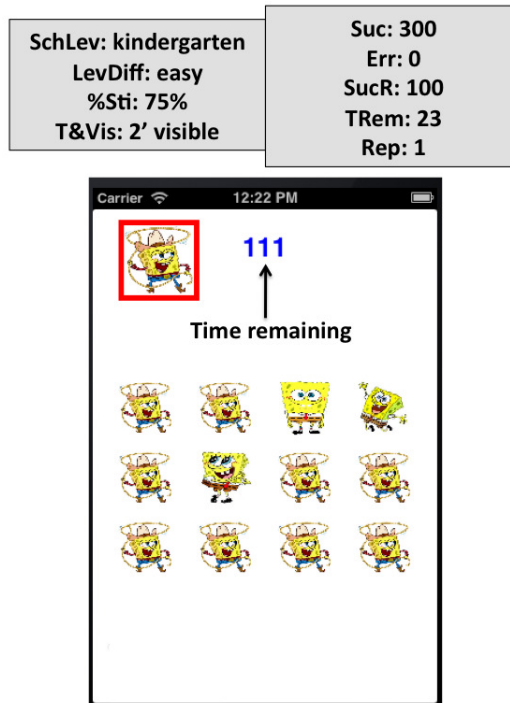 SchLev: kindergarten
LevDiff: easy
%Sti: 75%
T&Vis: 2’ visible
Suc: 300
Err: 0
SucR: 100
TRem: 23
Rep: 1
Carrier 12:22 PM
111
Time remaining